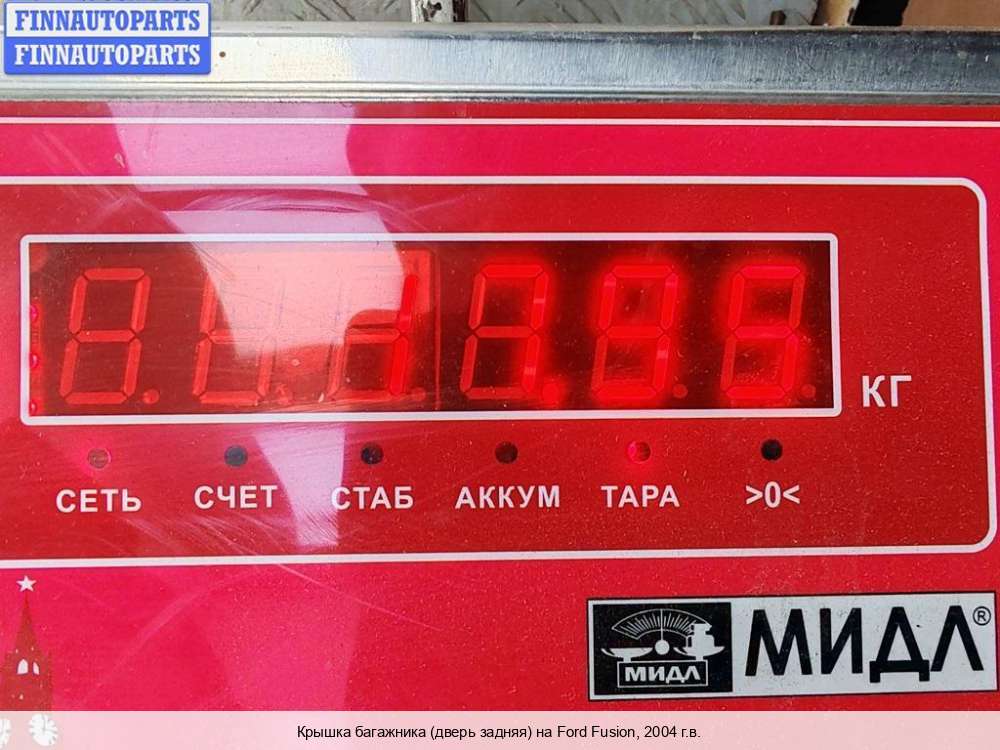 FINNAUTOPARTS
FINNAUTOPARTS
КГ
СЕТЬ СЧЕТ СТАБ АККУМ ТАРА >0<
МИДЛ МИДЛ®
Крышка багажника (дверь задняя) на Ford Fusion, 2004 г.в.